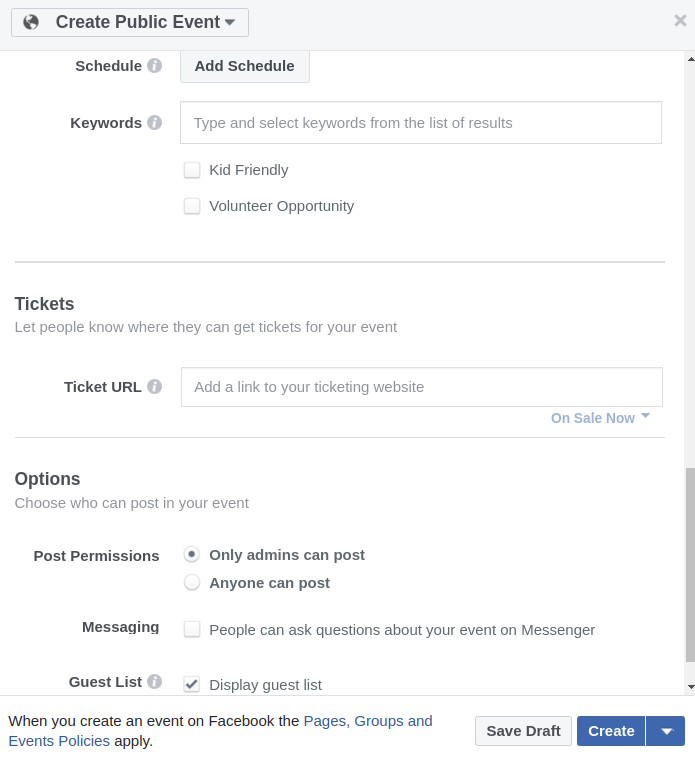 Create Public Event
Schedule
Add Schedule
Keywords
Type and select keywords from the list of results
Kid Friendly
Volunteer Opportunity
Tickets
Let people know where they can get tickets for your event
Ticket URL
Add a link to your ticketing website
On Sale Now
Options
Choose who can post in your event
Post Permissions
Only admins can post
Anyone can post
Messaging
People can ask questions about your event on Messenger
Guest List
Display guest list
When you create an event on Facebook the Pages, Groups and
Events Policies apply.
Save Draft
Create